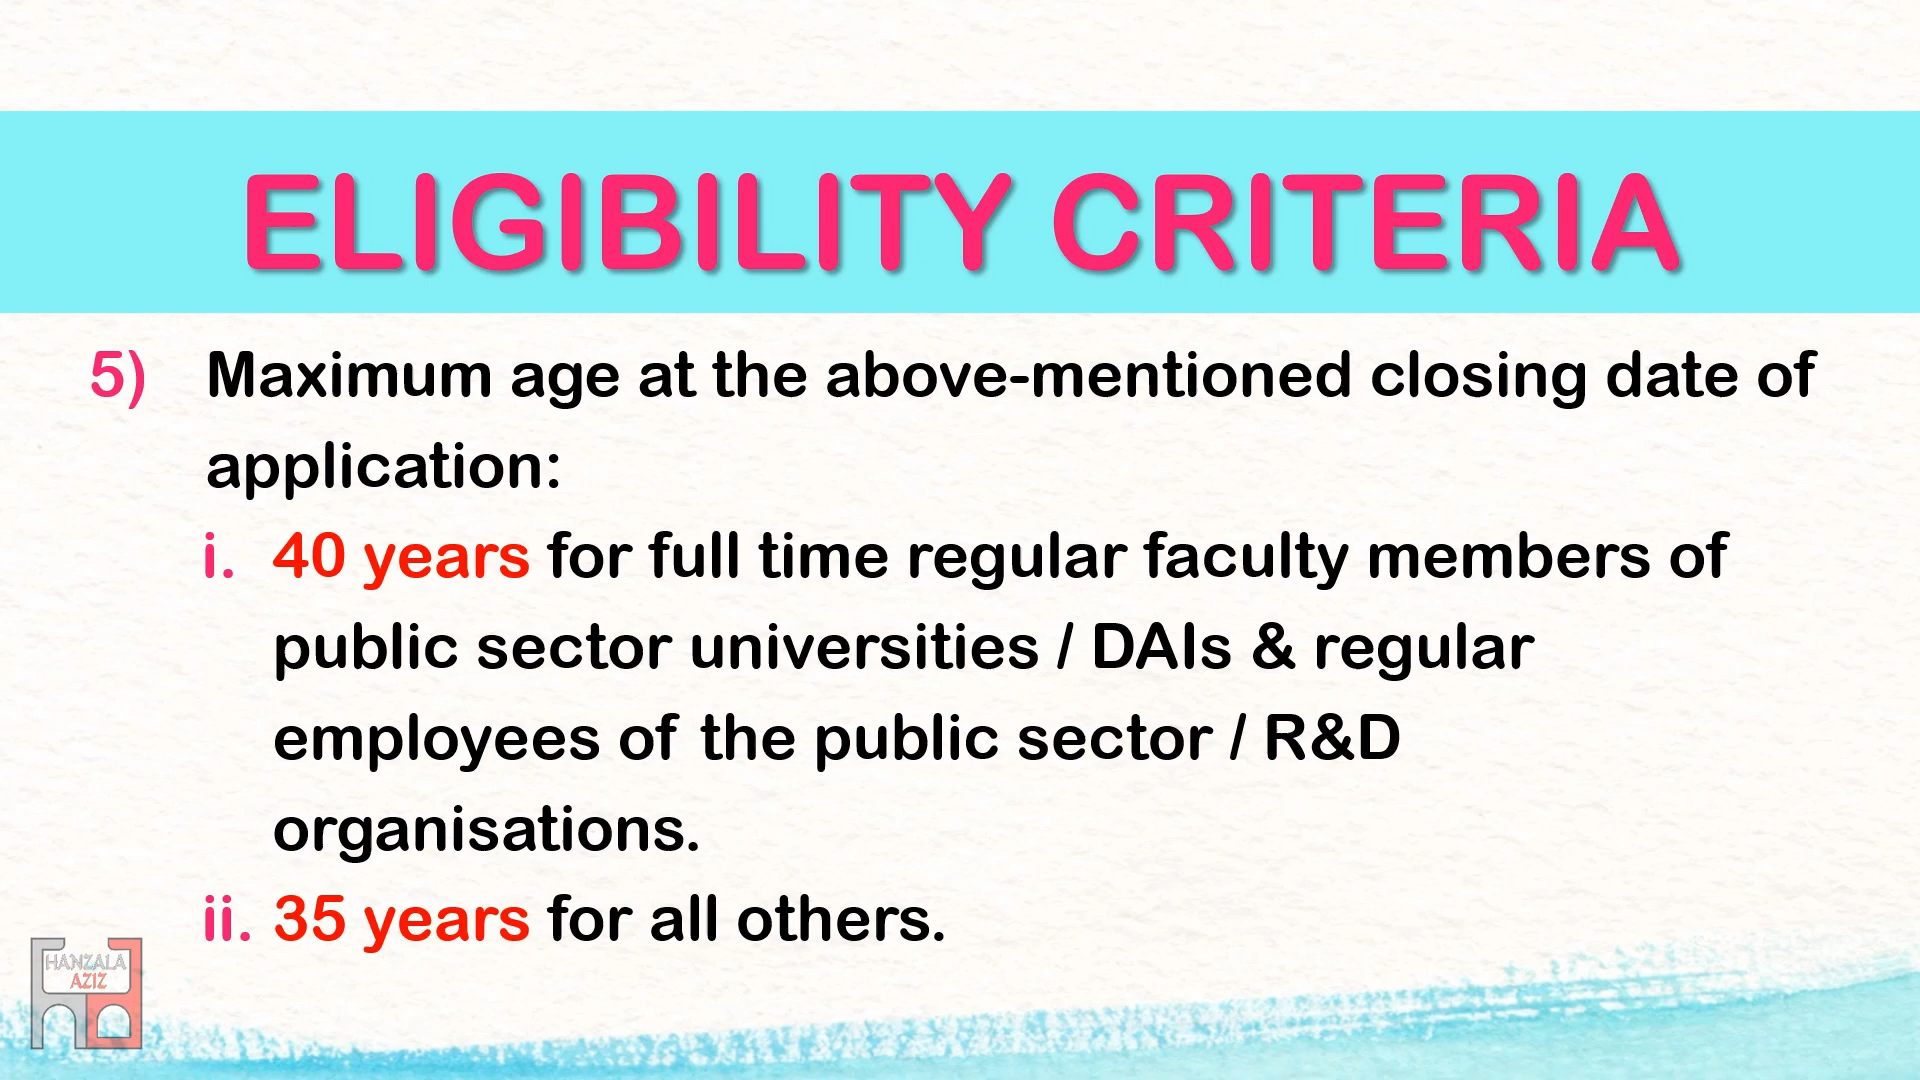 ELIGIBILITY CRITERIA
5) Maximum age at the above-mentioned closing date of
application:
i. 40 years for full time regular faculty members of
public sector universities / DAIs & regular
employees of the public sector / R&D
organisations.
ii. 35 years for all others.
HANZALA
AZIZ